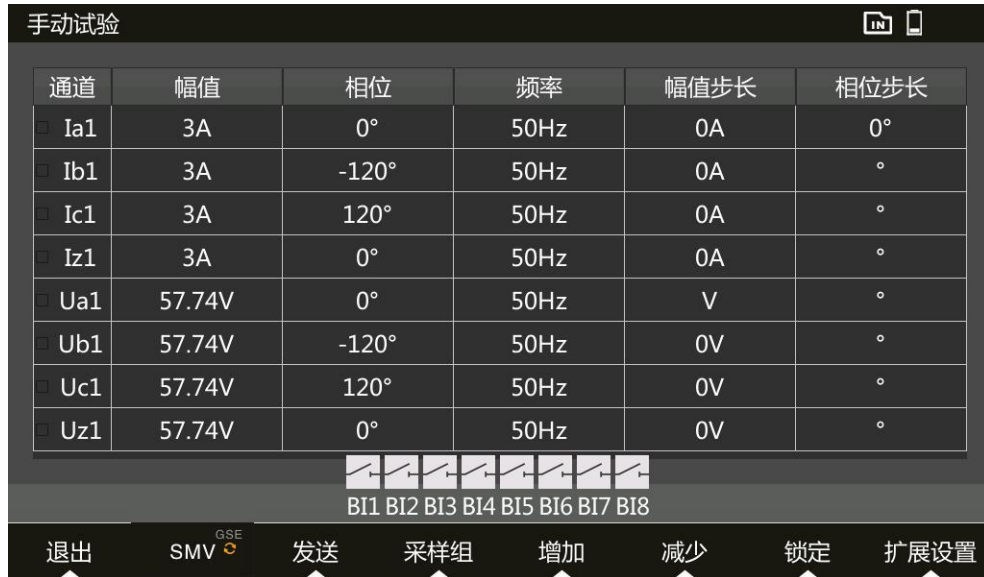 手动试验 IN
通道 幅值 相位 频率 幅值步长 相位步长
Ia1 3A 0° 50Hz 0A 0°
Ib1 3A -120° 50Hz 0A °
Ic1 3A 120° 50Hz 0A °
Iz1 3A 0° 50Hz 0A °
Ua1 57.74V 0° 50Hz V °
Ub1 57.74V -120° 50Hz 0V °
Uc1 57.74V 120° 50Hz 0V °
Uz1 57.74V 0° 50Hz 0V °
BI1 BI2 BI3 BI4 BI5 BI6 BI7 BI8
退出 SMV GSE 发送 采样组 增加 减少 锁定 扩展设置